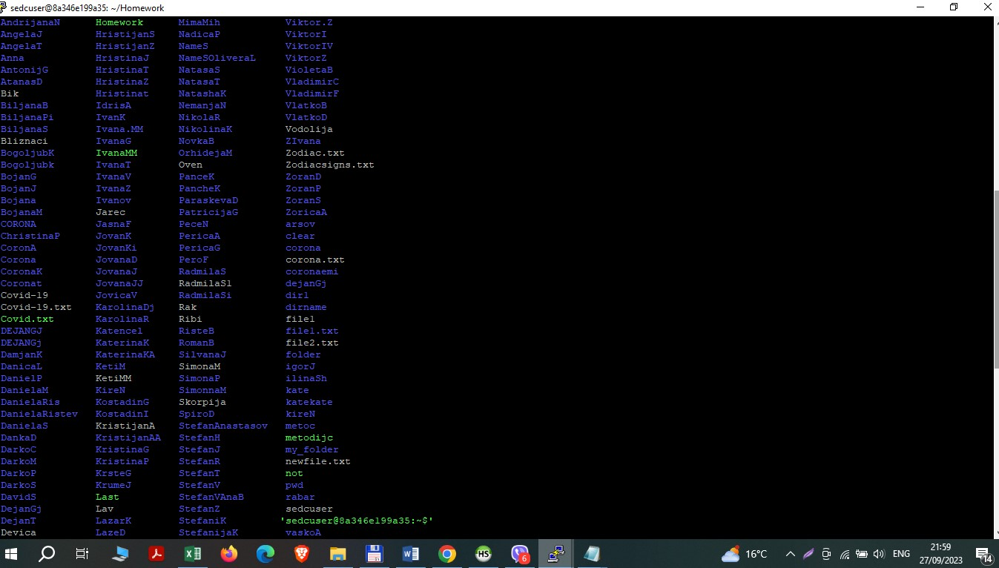 sedcuser@8a346e199a35: ~/Homework
AndrijanaN Homework MimaMih Viktor.Z
AngelaJ HristijanS NadicaP ViktorI
AngelaT HristijanZ NameS ViktorIV
Anna HristinaJ NameSOliveraL ViktorZ
AntonijG HristinaT NatasaS VioletaB
AtanasD HristinaZ NatasaT VladimirC
Bik Hristinat NatashaK VladimirF
BiljanaB IdrisA NemanjaN VlatkoB
BiljanaPi IvanK NikolaR VlatkoD
BiljanaS Ivana.MM NikolinaK Vodolija
Bliznaci IvanaG NovkaB ZIvana
BogoljubK IvanaMM OrhidejaM Zodiac.txt
Bogoljubk IvanaT Oven Zodiacsigns.txt
BojanG IvanaV PanceK ZoranD
BojanJ IvanaZ PancheK ZoranP
Bojana Ivanov ParaskevaD ZoranS
BojanaM Jarec PatricijaG ZoricaA
CORONA JasnaF PeceN arsov
ChristinaP JovanK PericaA clear
CoronA JovanKi PericaG corona
Corona JovanaD PeroF corona.txt
CoronaK JovanaJ RadmilaS coronaemi
Coronat JovanaJJ RadmilaS1 dejanGj
Covid-19 JovicaV RadmilaSi dir1
Covid-19.txt KarolinaDj Rak dirname
Covid.txt KarolinaR Ribi file1
DEJANGJ Katence1 RisteB file1.txt
DEJANGj KaterinaK RomanB file2.txt
DamjanK KaterinaKA SilvanaJ folder
DanicaL KetiM SimonaM igorJ
DanielP KetiMM SimonaP ilinaSh
DanielaM KireN SimonnaM kate
DanielaRis KostadinG Skorpija katekate
DanielaRistev KostadinI SpiroD kireN
DanielaS KristijanA StefanAnastasov metoc
DankaD KristijanAA StefanH metodijc
DarkoC KristinaG StefanJ my_folder
DarkoM KristinaP StefanR newfile.txt
DarkoP KrsteG StefanT not
DarkoS KrumeJ StefanV pwd
DavidS Last StefanVAnaB rabar
DejanGj Lav StefanZ sedcuser
DejanT LazarK StefaniK 'sedcuser@8a346e199a35:~$'
Devica LazeD StefanijaK vaskoA
HS 6 16°C ENG 21:59
27/09/2023 14